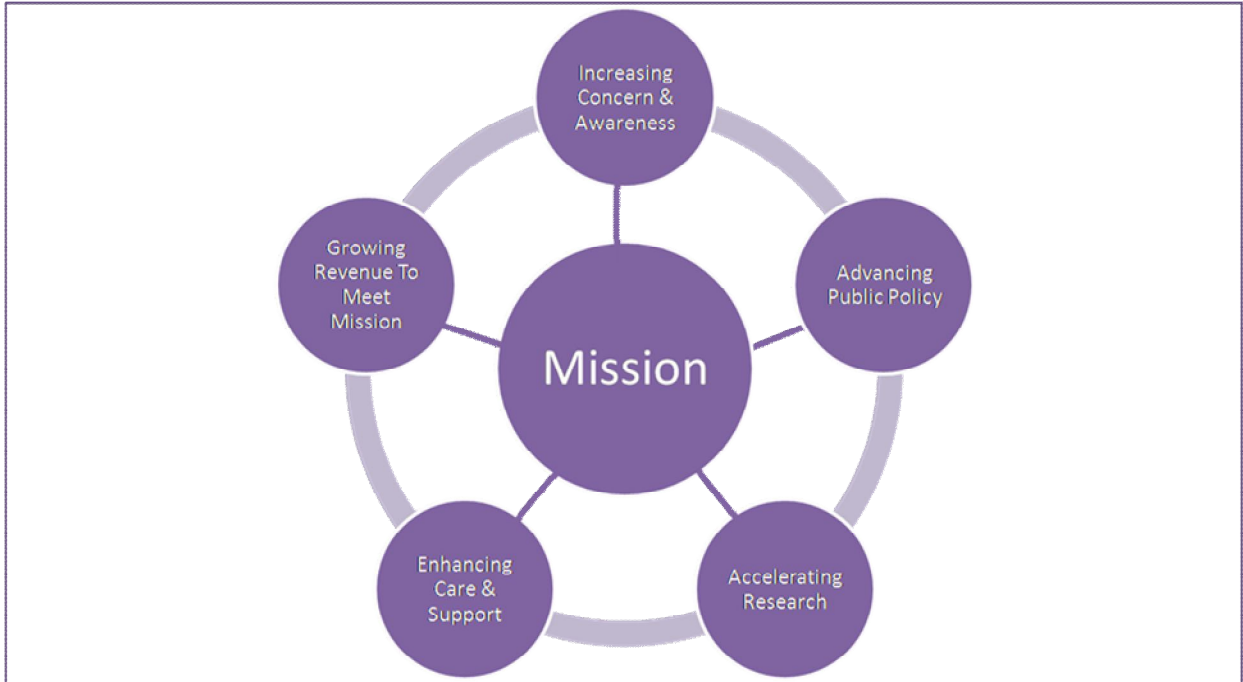 Increasing
Concern &
Awareness
Growing
Revenue To
Meet
Mission
Advancing
Public Policy
Mission
Enhancing
Care &
Support
Accelerating
Research